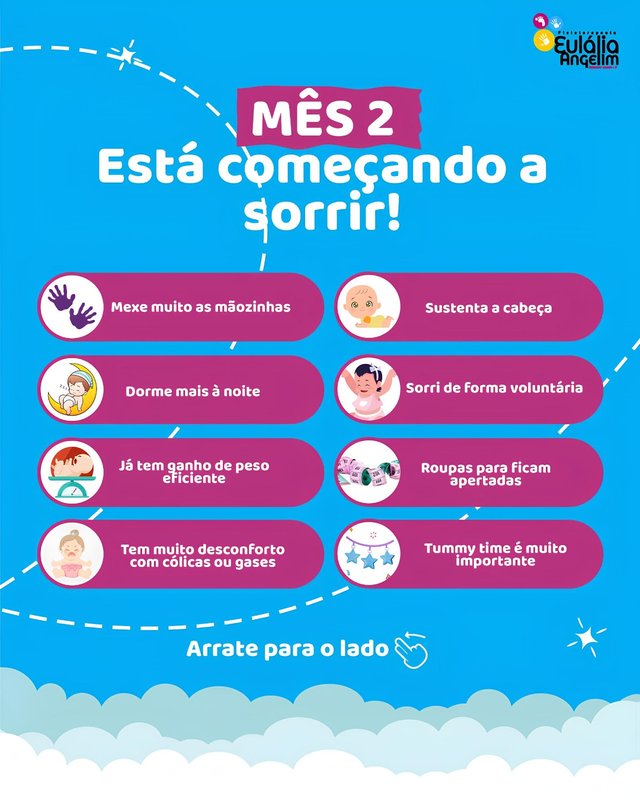 Fisioterapeuta
Eulália
Angelim
MÊS 2
Está começando a
sorrir!
Mexe muito as mãozinhas
Sustenta a cabeça
Dorme mais à noite
Sorri de forma voluntária
Já tem ganho de peso
eficiente
Roupas para ficam
apertadas
Tem muito desconforto
com cólicas ou gases
Tummy time é muito
importante
Arrate para o lado